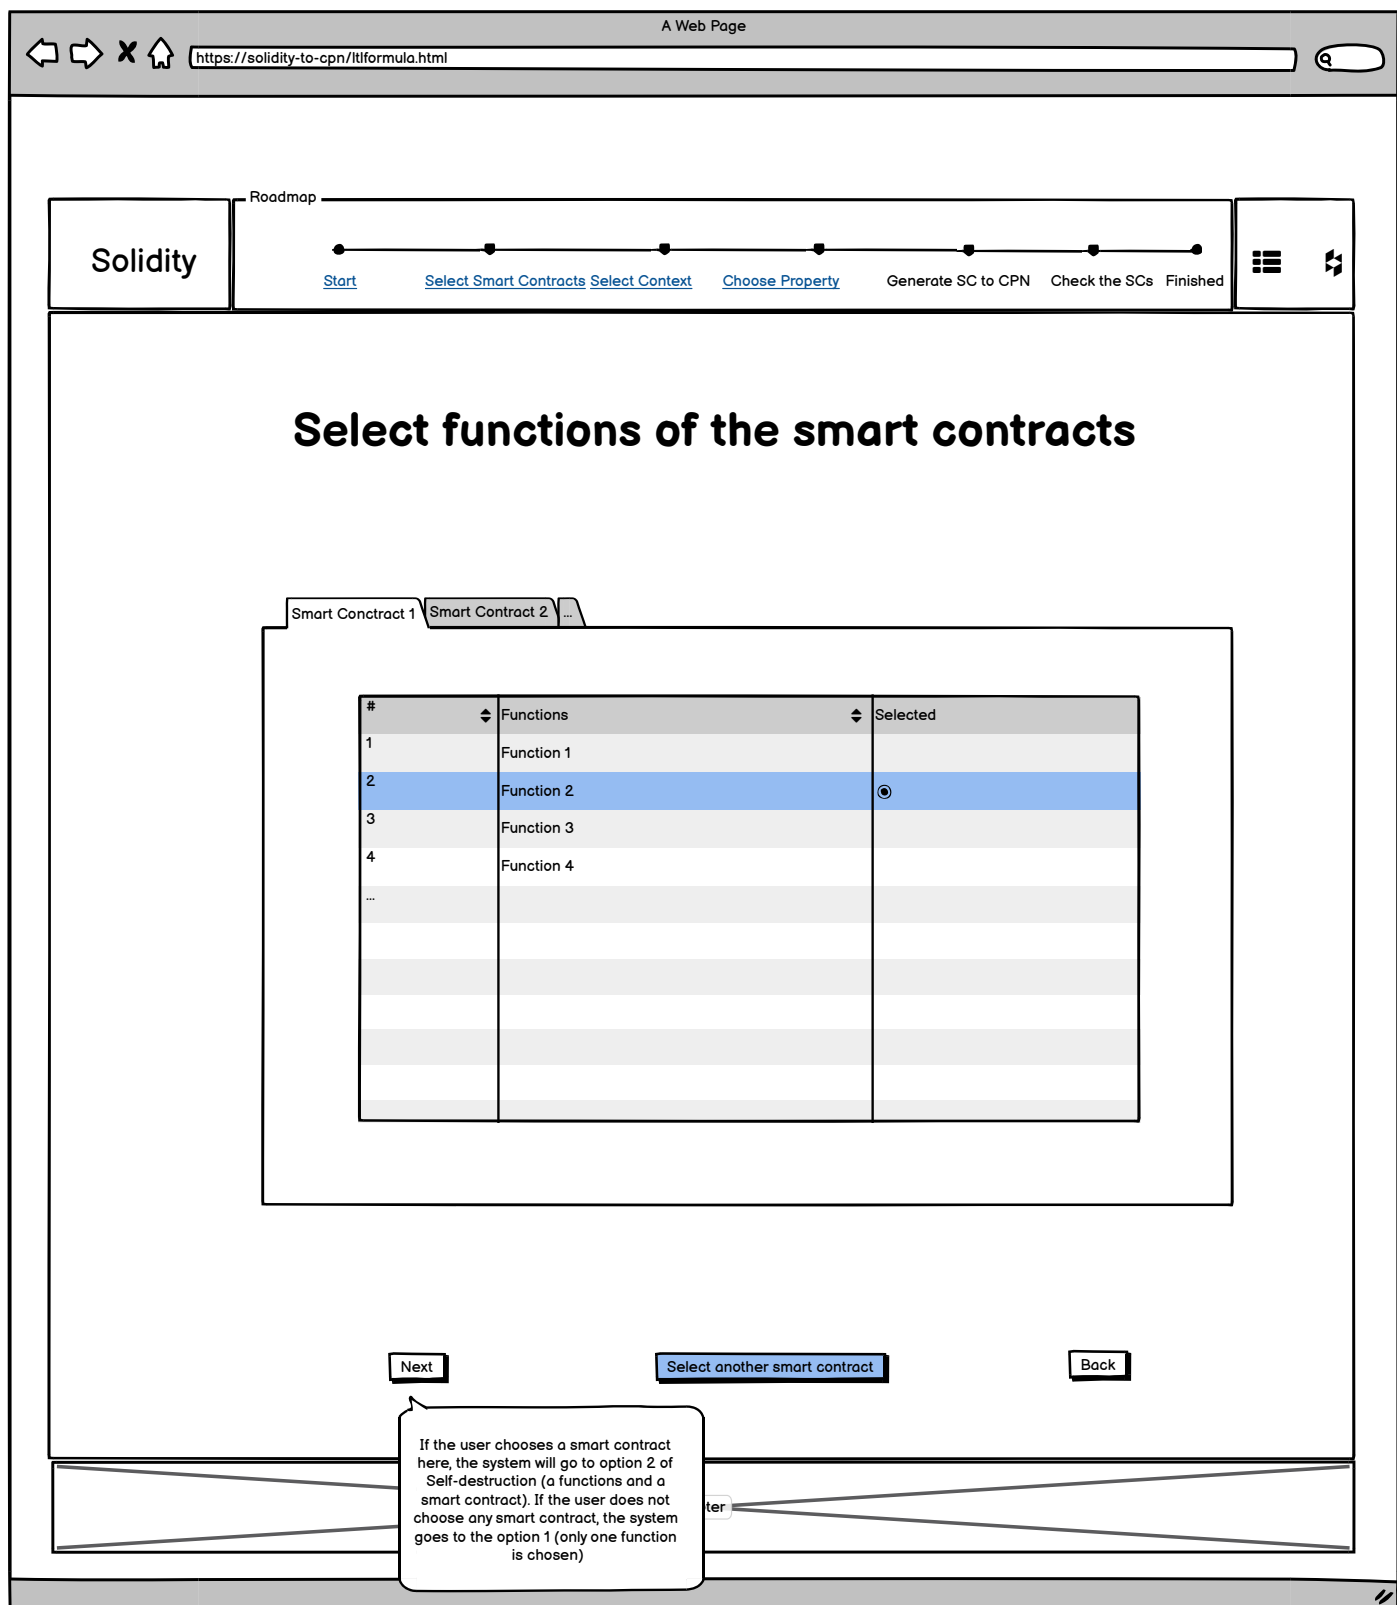 A Web Page
https://solidity-to-cpn/ltlformula.html
Roadmap
Solidity
Start
Select Smart Contracts
Select Context
Choose Property
Generate SC to CPN
Check the SCs
Finished
Select functions of the smart contracts
Smart Conctract 1
Smart Contract 2
...
# Functions Selected
1 Function 1
2 Function 2
3 Function 3
4 Function 4
...
Next
Select another smart contract
Back
If the user chooses a smart contract
here, the system will go to option 2 of
Self-destruction (a functions and a
smart contract). If the user does not
choose any smart contract, the system
goes to the option 1 (only one function
is chosen)